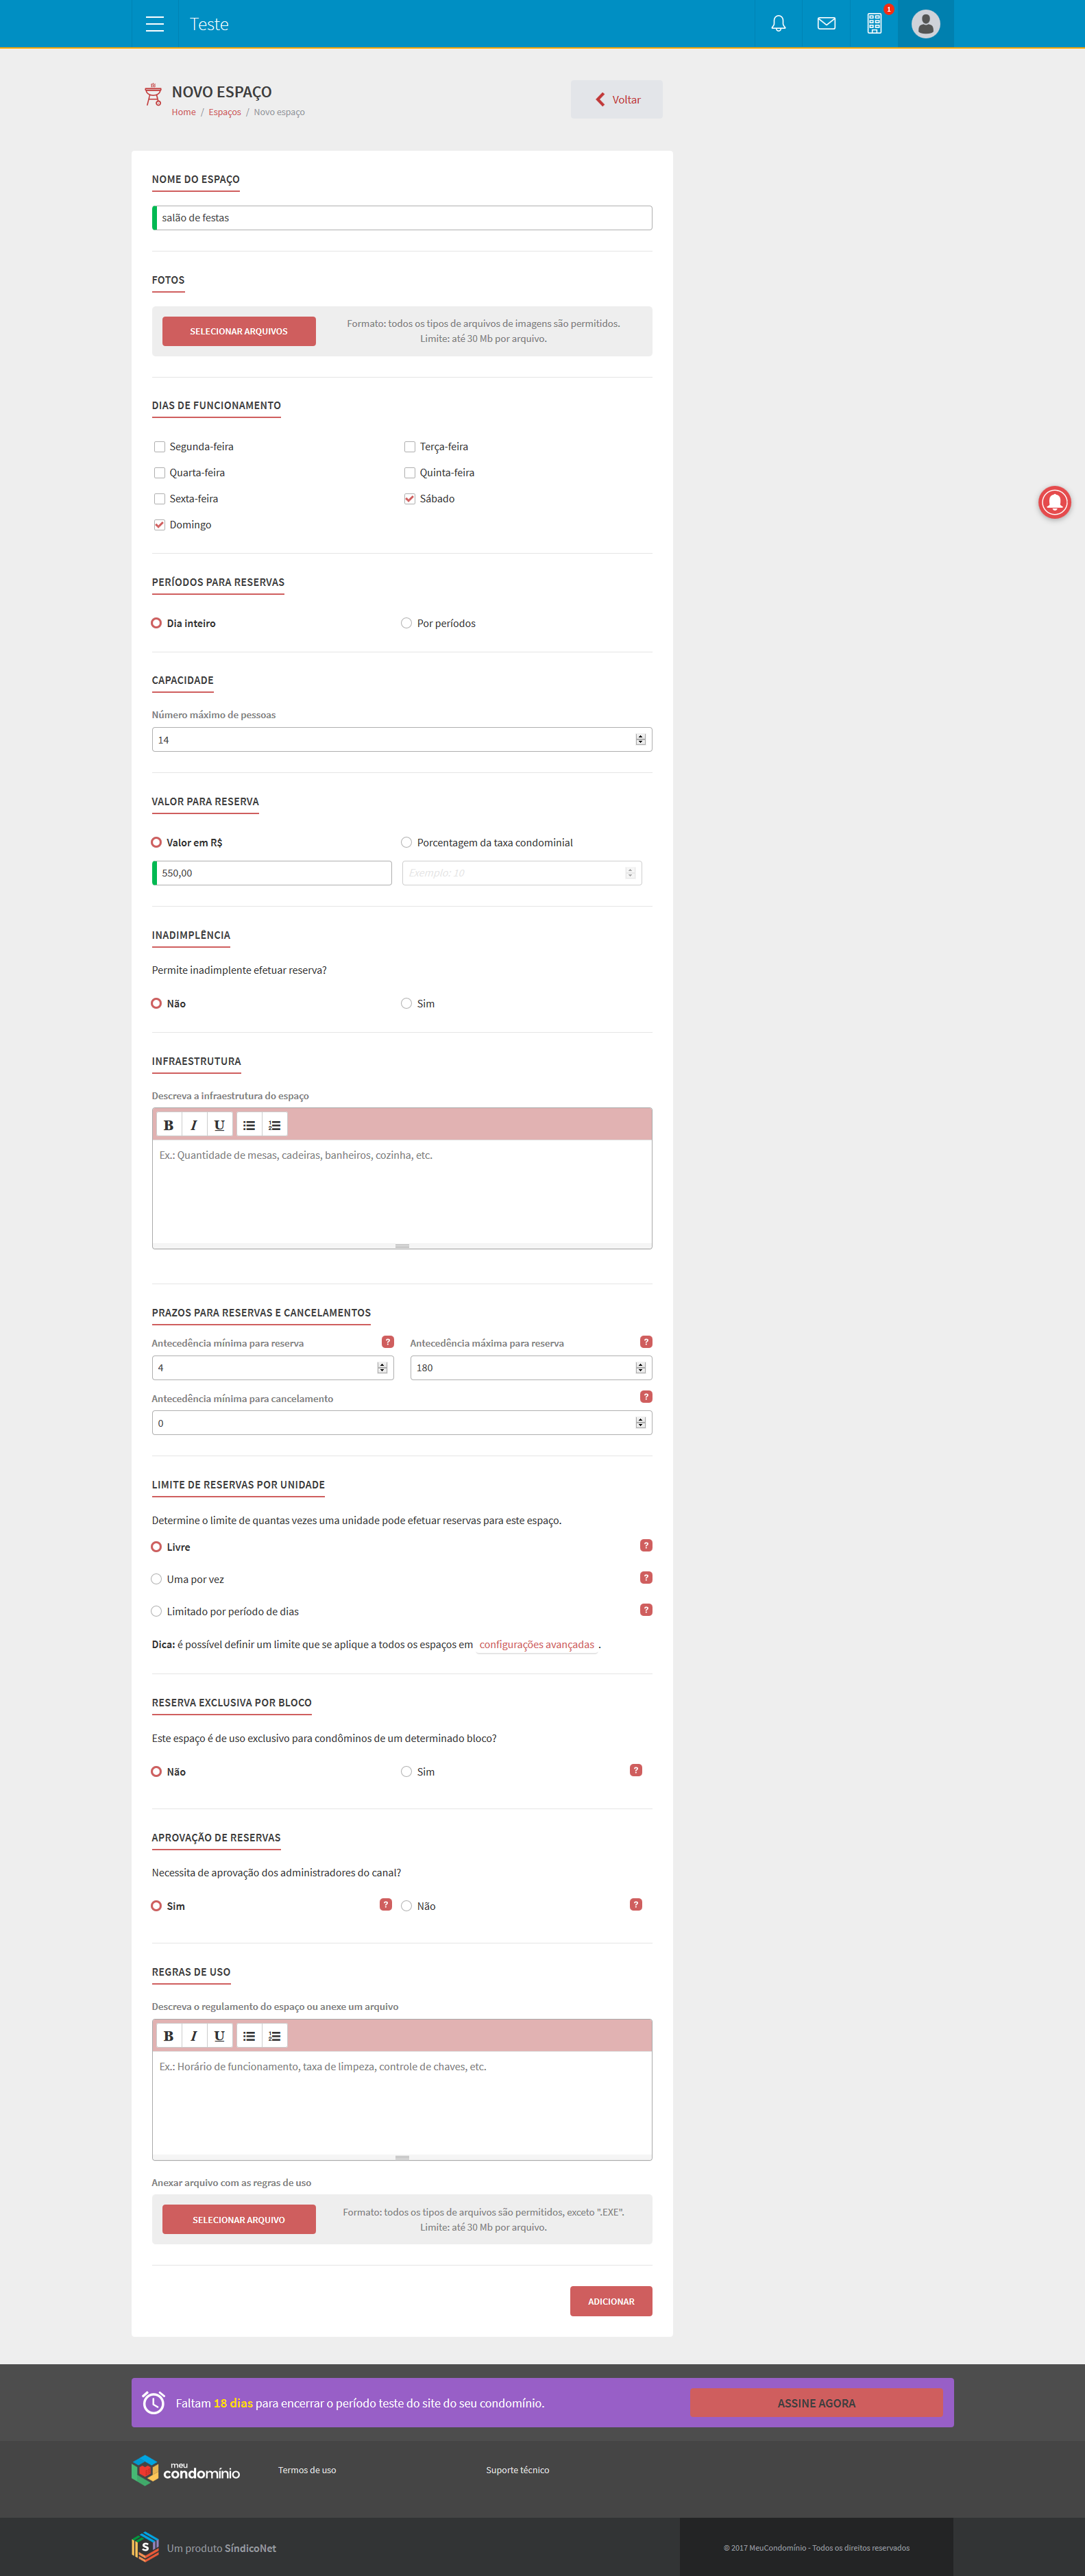 Teste
1
NOVO ESPAÇO
Home / Espaços / Novo espaço
Voltar
NOME DO ESPAÇO
salão de festas
FOTOS
SELECIONAR ARQUIVOS
Formato: todos os tipos de arquivos de imagens são permitidos.
Limite: até 30 Mb por arquivo.
DIAS DE FUNCIONAMENTO
Segunda-feira
Terça-feira
Quarta-feira
Quinta-feira
Sexta-feira
Sábado
Domingo
PERÍODOS PARA RESERVAS
Dia inteiro
Por períodos
CAPACIDADE
Número máximo de pessoas
14
VALOR PARA RESERVA
Valor em R$
Porcentagem da taxa condominial
550,00
Exemplo: 10
INADIMPLÊNCIA
Permite inadimplente efetuar reserva?
Não
Sim
INFRAESTRUTURA
Descreva a infraestrutura do espaço
B I U
Ex.: Quantidade de mesas, cadeiras, banheiros, cozinha, etc.
PRAZOS PARA RESERVAS E CANCELAMENTOS
Antecedência mínima para reserva ?
Antecedência máxima para reserva ?
4
180
Antecedência mínima para cancelamento ?
0
LIMITE DE RESERVAS POR UNIDADE
Determine o limite de quantas vezes uma unidade pode efetuar reservas para este espaço.
Livre ?
Uma por vez ?
Limitado por período de dias ?
Dica: é possível definir um limite que se aplique a todos os espaços em configurações avançadas .
RESERVA EXCLUSIVA POR BLOCO
Este espaço é de uso exclusivo para condôminos de um determinado bloco?
Não
Sim ?
APROVAÇÃO DE RESERVAS
Necessita de aprovação dos administradores do canal?
Sim ?
Não ?
REGRAS DE USO
Descreva o regulamento do espaço ou anexe um arquivo
B I U
Ex.: Horário de funcionamento, taxa de limpeza, controle de chaves, etc.
Anexar arquivo com as regras de uso
SELECIONAR ARQUIVO
Formato: todos os tipos de arquivos são permitidos, exceto ".EXE".
Limite: até 30 Mb por arquivo.
ADICIONAR
Faltam 18 dias para encerrar o período teste do site do seu condomínio.
ASSINE AGORA
meu
condomínio
Termos de uso
Suporte técnico
S
Um produto SíndicoNet
© 2017 MeuCondomínio - Todos os direitos reservados